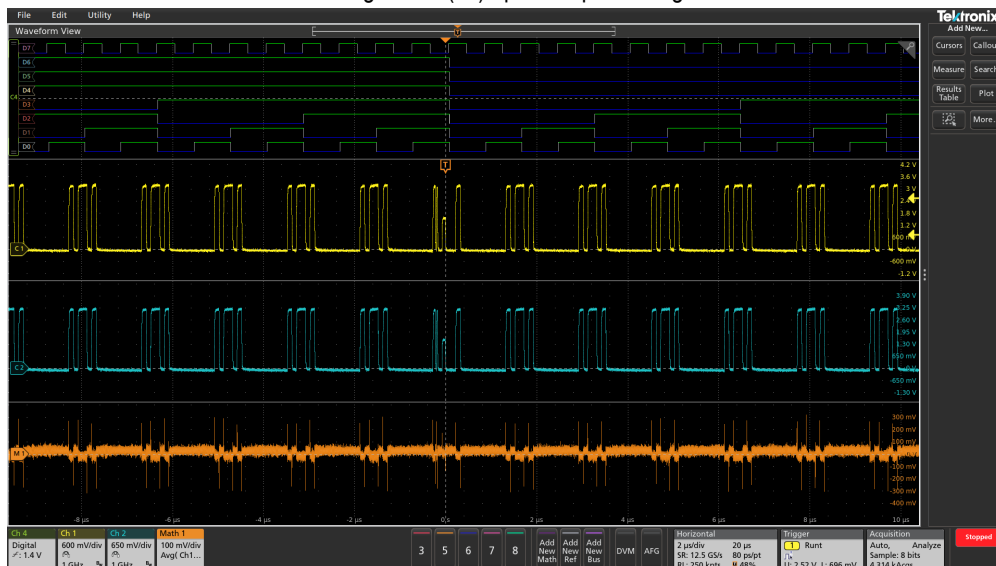 File Edit Utility Help
Tektronix
Waveform View
Add New...
D7
D6
D5
D4
D3
D2
D1
D0
C4
T
Cursors Callou
Measure Search
Results Table Plot
More...
T
4.2 V
3.6 V
3 V
1.8 V
1.2 V
-600 mV
-1.2 V
C1
3.90 V
3.25 V
2.60 V
1.95 V
1.30 V
650 mV
-650 mV
-1.30 V
C2
300 mV
200 mV
100 mV
-100 mV
-200 mV
-300 mV
-400 mV
M1
-8 µs -6 µs -4 µs -2 µs 0 s 2 µs 4 µs 6 µs 8 µs 10 µs
Ch 4 Ch 1 Ch 2 Math 1
Digital 600 mV/div 650 mV/div 100 mV/div
: 1.4 V Avg( Ch1...
1 GHz 1 GHz
3 5 6 7 8
Add New Math Add New Ref Add New Bus
DVM AFG
Horizontal
2 µs/div 20 µs
SR: 12.5 GS/s 80 ps/pt
RL: 250 kpts 48%
Trigger
1 Runt
U: 2.52 V L: 696 mV
Acquisition
Auto, Analyze
Sample: 8 bits
4.314 kAcqs
Stopped